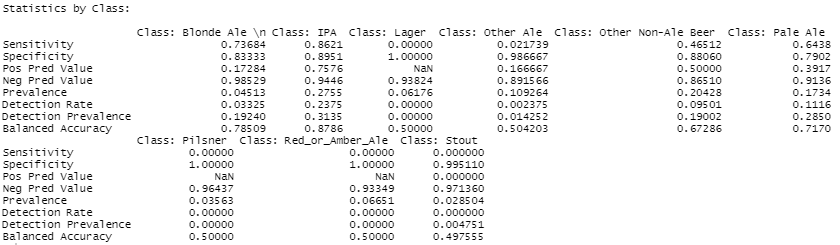 Statistics by Class:
Class: Blonde Ale \n Class: IPA Class: Lager Class: Other Ale Class: Other Non-Ale Beer Class: Pale Ale
Sensitivity 0.73684 0.8621 0.00000 0.021739 0.46512 0.6438
Specificity 0.83333 0.8951 1.00000 0.986667 0.88060 0.7902
Pos Pred Value 0.17284 0.7576 NaN 0.166667 0.50000 0.3917
Neg Pred Value 0.98529 0.9446 0.93824 0.891566 0.86510 0.9136
Prevalence 0.04513 0.2755 0.06176 0.109264 0.20428 0.1734
Detection Rate 0.03325 0.2375 0.00000 0.002375 0.09501 0.1116
Detection Prevalence 0.19240 0.3135 0.00000 0.014252 0.19002 0.2850
Balanced Accuracy 0.78509 0.8786 0.50000 0.504203 0.67286 0.7170
Class: Pilsner Class: Red_or_Amber_Ale Class: Stout
Sensitivity 0.00000 0.00000 0.000000
Specificity 1.00000 1.00000 0.995110
Pos Pred Value NaN NaN 0.000000
Neg Pred Value 0.96437 0.93349 0.971360
Prevalence 0.03563 0.06651 0.028504
Detection Rate 0.00000 0.00000 0.000000
Detection Prevalence 0.00000 0.00000 0.004751
Balanced Accuracy 0.50000 0.50000 0.497555